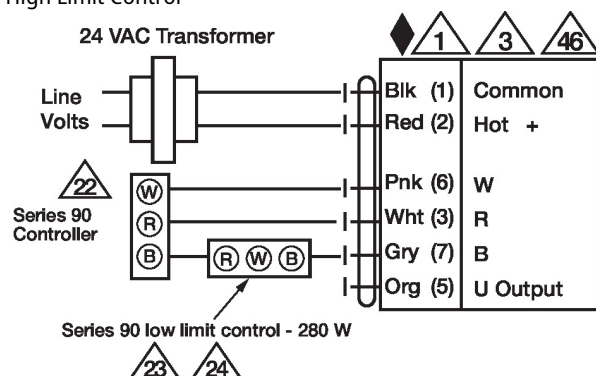 High Limit Control
24 VAC Transformer
1 3 46
Line
Volts
Blk (1) Common
Red (2) Hot +
22
Series 90
Controller
W
R
B
Pnk (6) W
Wht (3) R
Gry (7) B
Org (5) U Output
R W B
Series 90 low limit control - 280 W
23 24